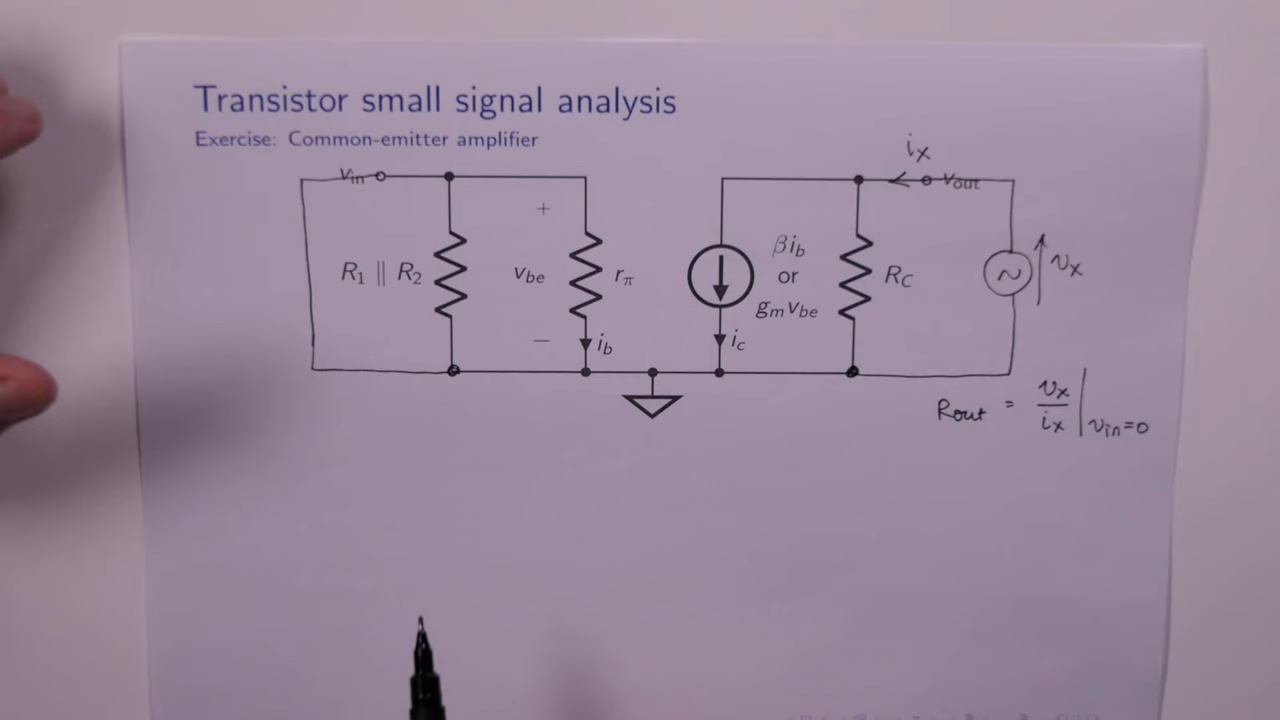 Transistor small signal analysis
Exercise: Common-emitter amplifier
i_x
v_in
v_out
+
R_1 ∥ R_2
v_be
r_π
βi_b
or
g_m v_be
R_C
~
v_x
−
i_b
i_c
R_out = v_x / i_x | v_in=0